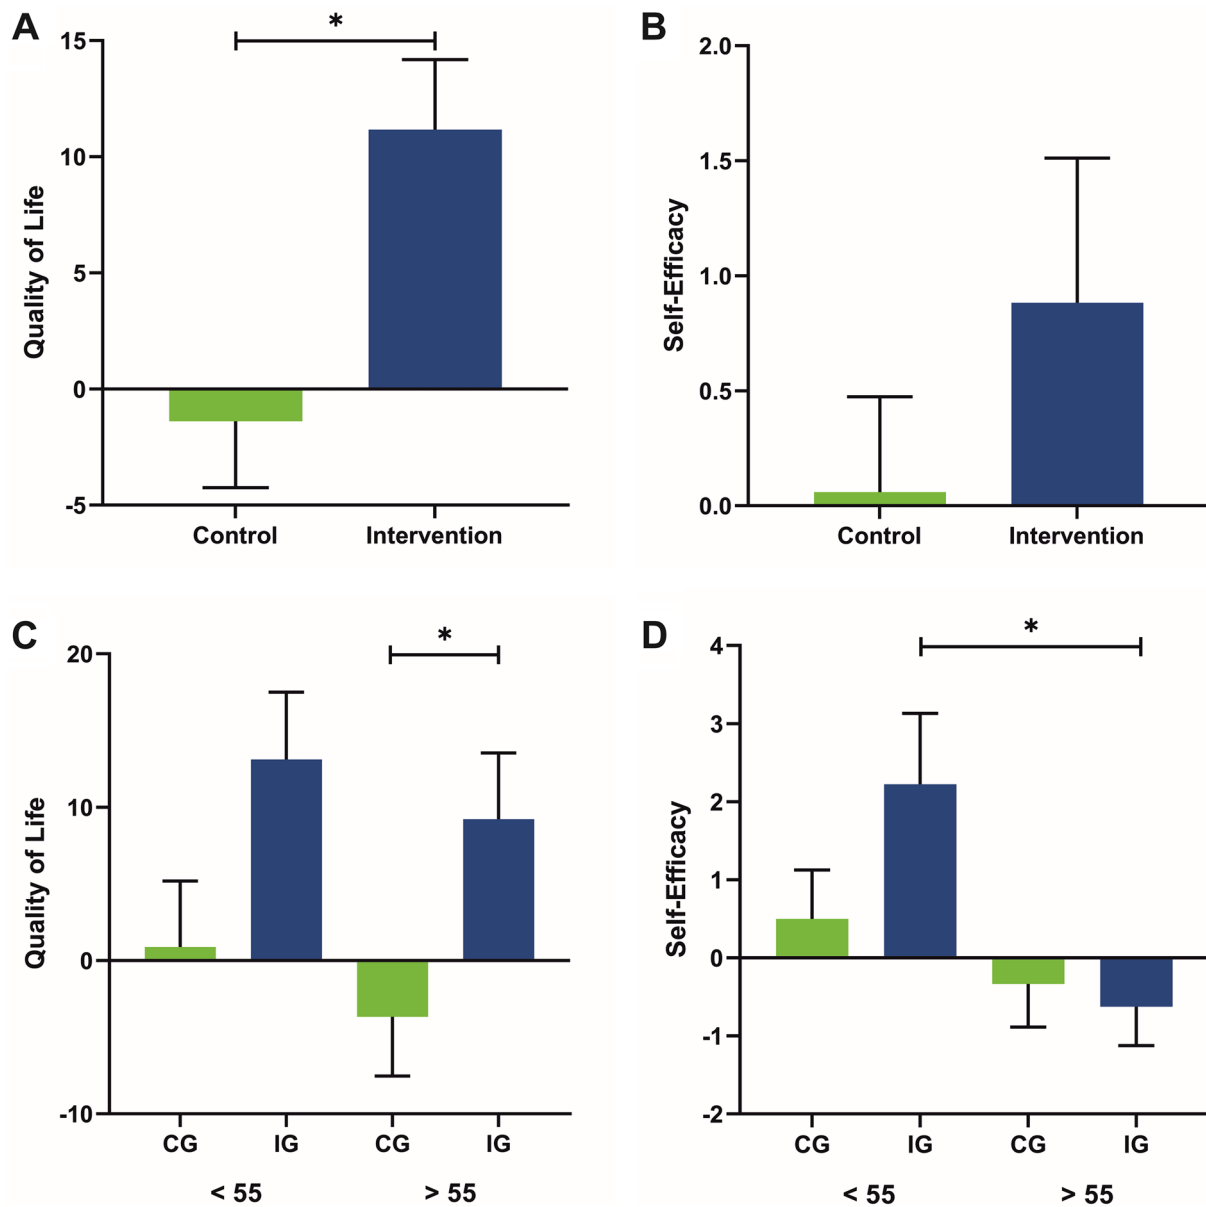 A
B
*
15
10
5
0
-5
Quality of Life
Control Intervention
2.0
1.5
1.0
0.5
0.0
Self-Efficacy
Control Intervention
C
D
*
20
10
0
-10
Quality of Life
CG IG CG IG
< 55 > 55
*
4
3
2
1
0
-1
-2
Self-Efficacy
CG IG CG IG
< 55 > 55